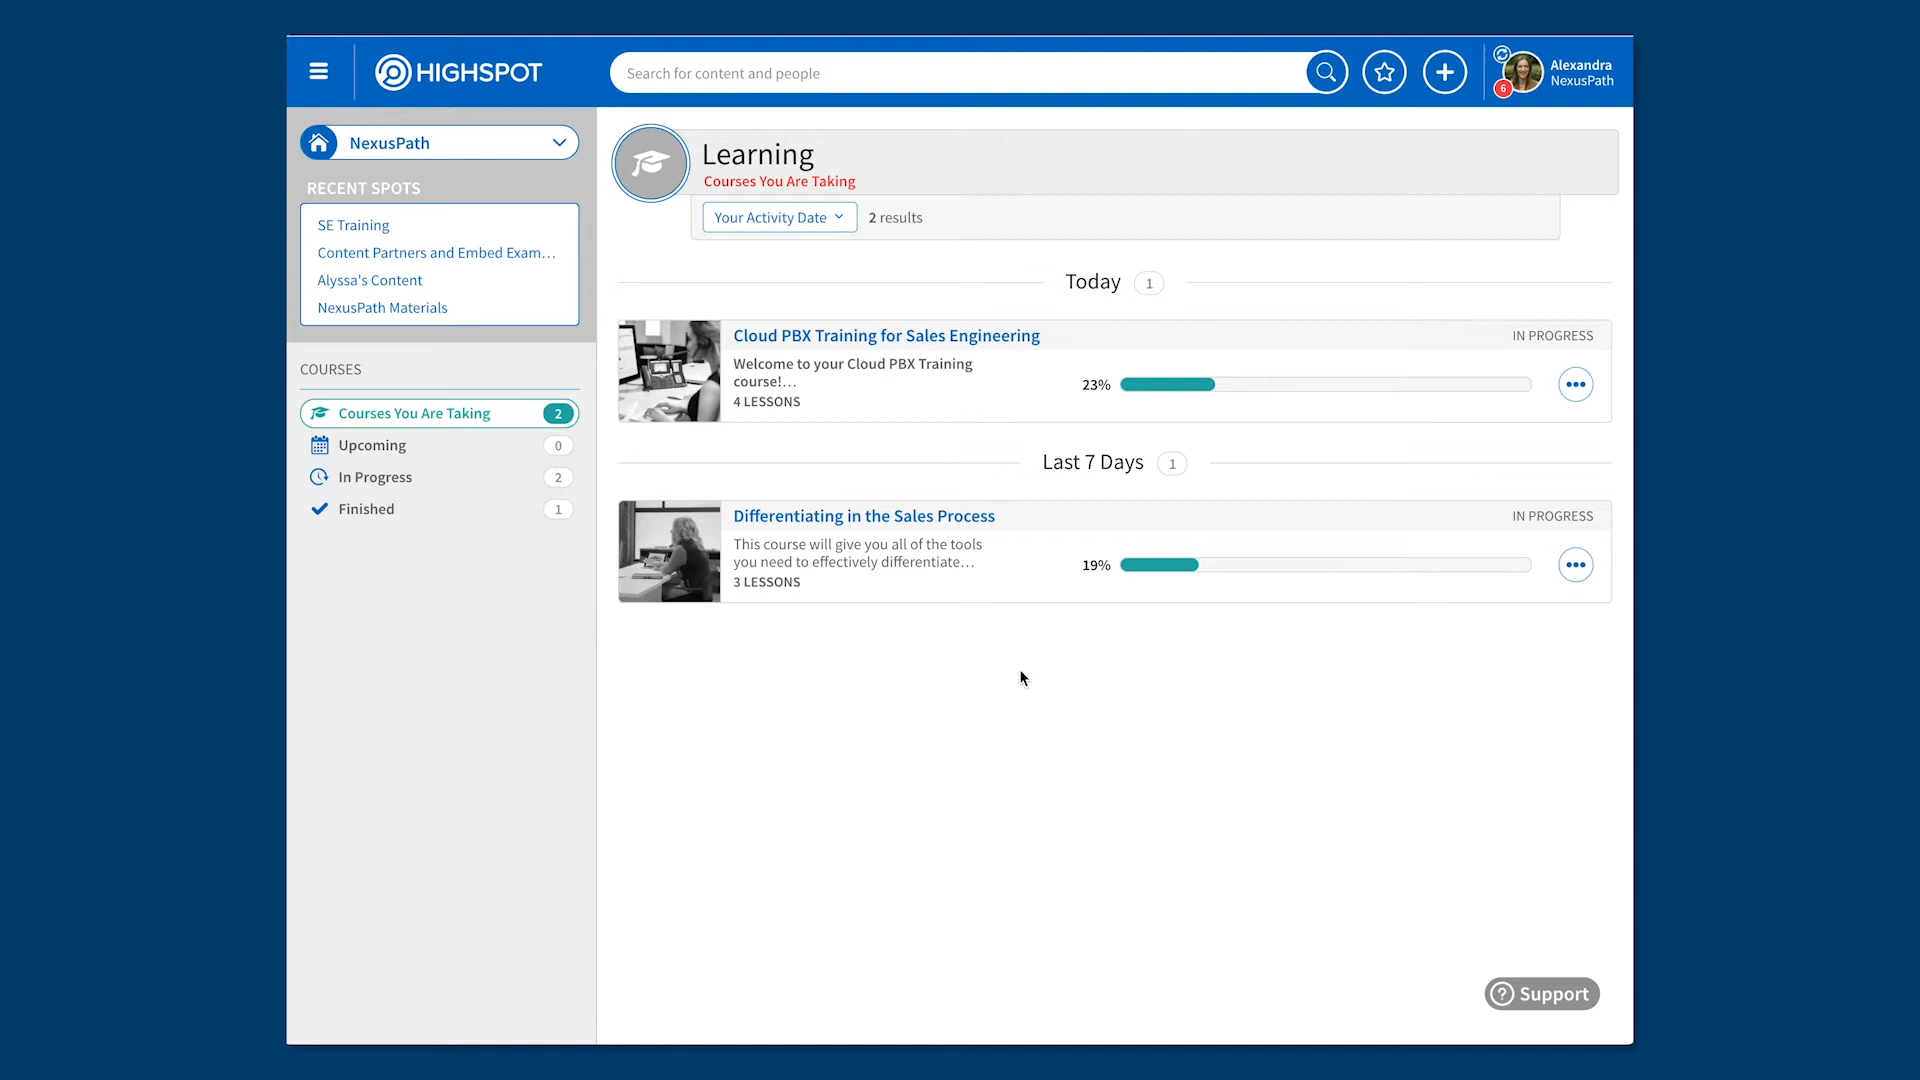 HIGHSPOT
Search for content and people
6
Alexandra
NexusPath
NexusPath
RECENT SPOTS
SE Training
Content Partners and Embed Exam...
Alyssa's Content
NexusPath Materials
COURSES
Courses You Are Taking 2
Upcoming 0
In Progress 2
Finished 1
Learning
Courses You Are Taking
Your Activity Date 2 results
Today 1
Cloud PBX Training for Sales Engineering IN PROGRESS
Welcome to your Cloud PBX Training
course!...
4 LESSONS
23%
Last 7 Days 1
Differentiating in the Sales Process IN PROGRESS
This course will give you all of the tools
you need to effectively differentiate...
3 LESSONS
19%
? Support